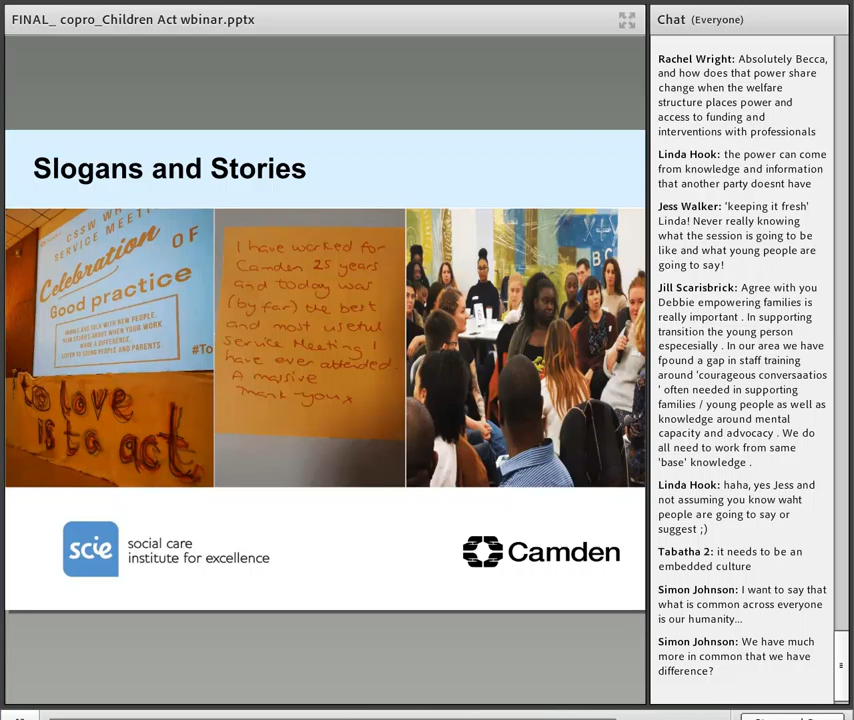 FINAL_ copro_Children Act wbinar.pptx
Slogans and Stories
CSSW
SERVICE MEETI
Celebration
OF
Good practice
LISTEN TO YOUNG PEOPLE AND PARENTS.
#To
to love
is to act.
I have worked for
Camden 25 years
and today was
(by far) the best
and most useful
Service Meeting I
have ever attended.
A massive
Thank-you x
scie
social care
institute for excellence
Camden
Chat (Everyone)
Rachel Wright: Absolutely Becca,
and how does that power share
change when the welfare
structure places power and
access to funding and
interventions with professionals
Linda Hook: the power can come
from knowledge and information
that another party doesnt have
Jess Walker: 'keeping it fresh'
Linda! Never really knowing
what the session is going to be
like and what young people are
going to say!
Jill Scarisbrick: Agree with you
Debbie empowering families is
really important . In supporting
transition the young person
especesially . In our area we have
fpound a gap in staff training
around 'courageous conversaatios
' often needed in supporting
families / young people as well as
knowledge around mental
capacity and advocacy . We do
all need to work from same
'base' knowledge .
Linda Hook: haha, yes Jess and
not assuming you know waht
people are going to say or
suggest ;)
Tabatha 2: it needs to be an
embedded culture
Simon Johnson: I want to say that
what is common across everyone
is our humanity...
Simon Johnson: We have much
more in common that we have
difference?